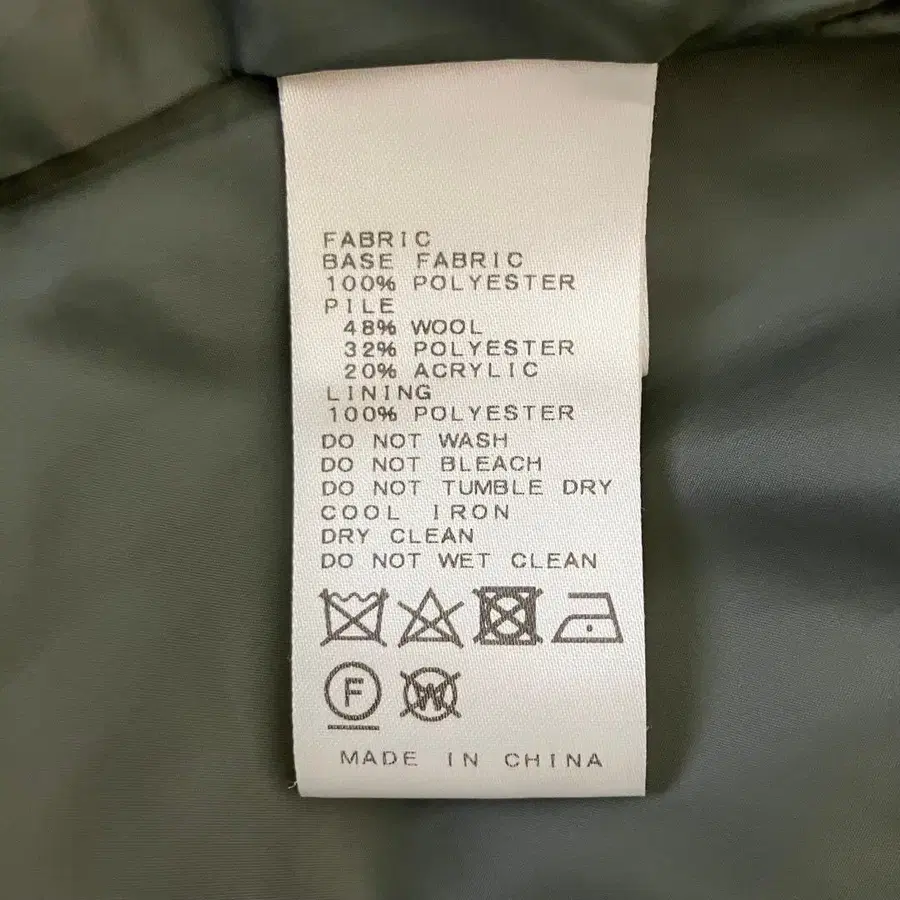 FABRIC
BASE FABRIC
100% POLYESTER
PILE
48% WOOL
32% POLYESTER
20% ACRYLIC
LINING
100% POLYESTER
DO NOT WASH
DO NOT BLEACH
DO NOT TUMBLE DRY
COOL IRON
DRY CLEAN
DO NOT WET CLEAN
F W
MADE IN CHINA